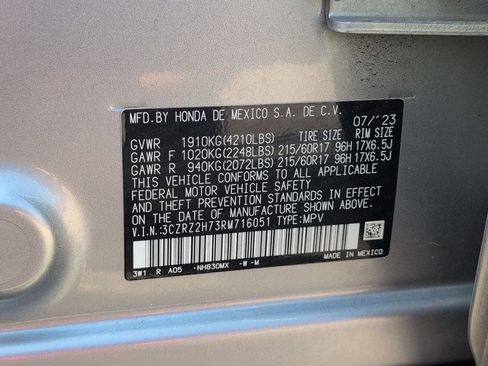 MFD.BY HONDA DE MEXICO S.A. DE C.V.
07/'23
GVWR 1910KG(4210LBS) TIRE SIZE RIM SIZE
GAWR F 1020KG(2248LBS) 215/60R17 96H 17X6.5J
GAWR R 940KG(2072LBS) 215/60R17 96H 17X6.5J
THIS VEHICLE CONFORMS TO ALL APPLICABLE
FEDERAL MOTOR VEHICLE SAFETY
AND THEFT PREVENTION STANDARDS IN EFFECT
ON THE DATE OF MANUFACTURE SHOWN ABOVE.
V.I.N.:3CZRZ2H73RM716051 TYPE:MPV
3W1 R A05 -NH830MX -W -M
MADE IN MEXICO